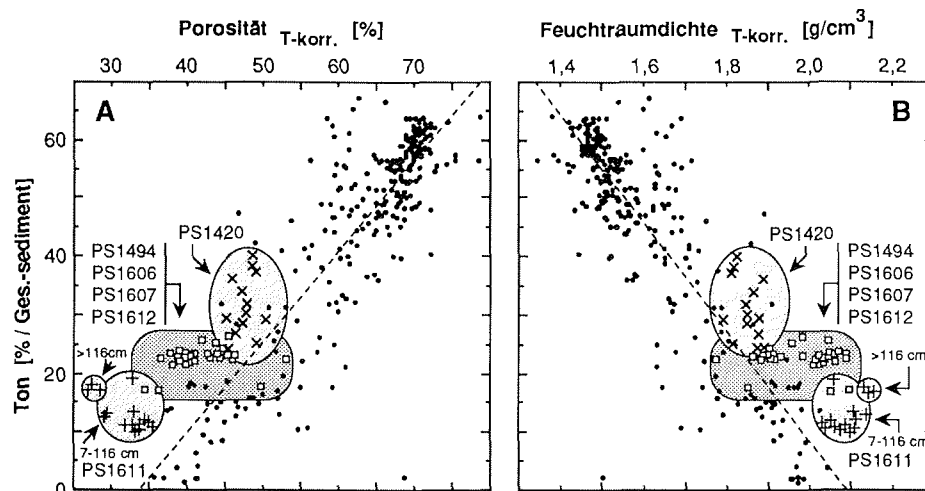 Porosität T-korr. [%]
30 40 50 60 70
Feuchtraumdichte T-korr. [g/cm³]
1,4 1,6 1,8 2,0 2,2
A
B
Ton [% / Ges.-sediment]
60
40
20
0
PS1420
PS1494
PS1606
PS1607
PS1612
>116cm
7-116 cm
PS1611
PS1420
PS1494
PS1606
PS1607
PS1612
>116 cm
7-116 cm
PS1611